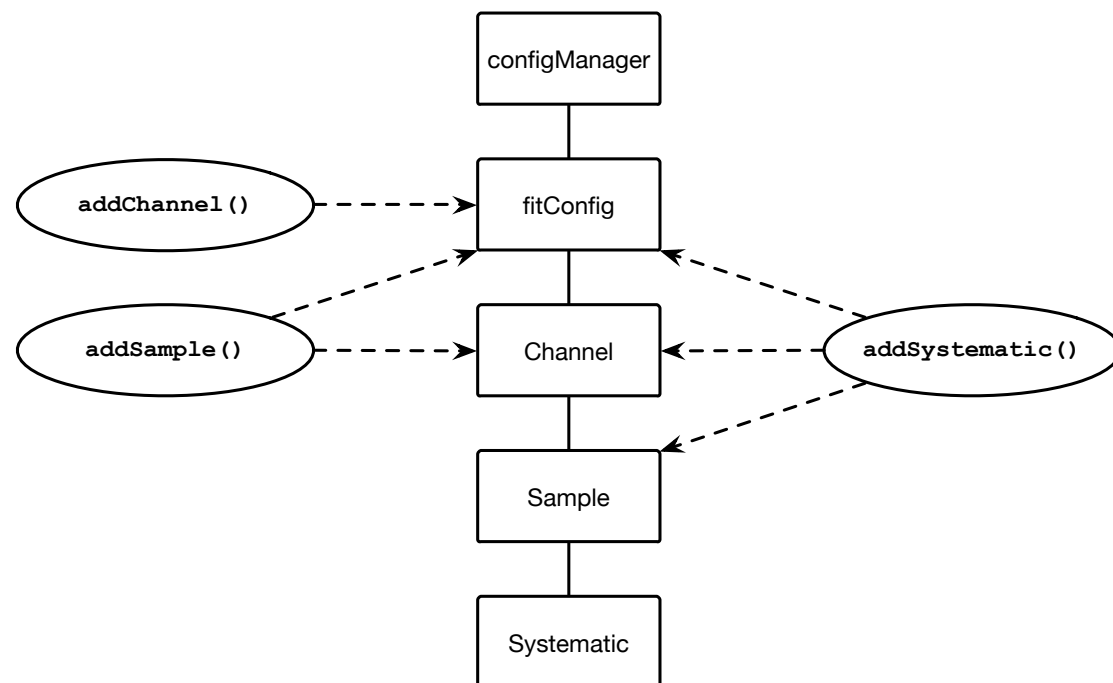 configManager
addChannel()
fitConfig
addSample()
Channel
addSystematic()
Sample
Systematic